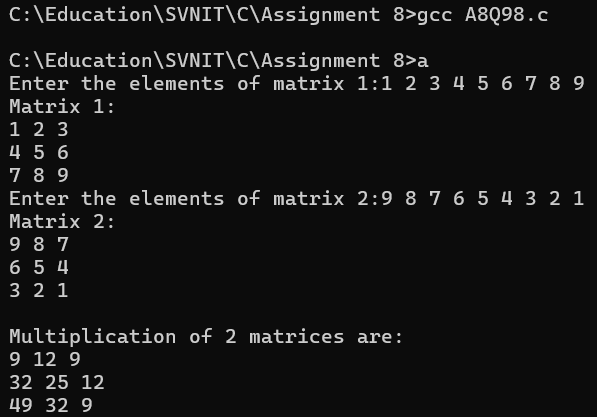 C:\Education\SVNIT\C\Assignment 8>gcc A8Q98.c
C:\Education\SVNIT\C\Assignment 8>a
Enter the elements of matrix 1:1 2 3 4 5 6 7 8 9
Matrix 1:
1 2 3
4 5 6
7 8 9
Enter the elements of matrix 2:9 8 7 6 5 4 3 2 1
Matrix 2:
9 8 7
6 5 4
3 2 1
Multiplication of 2 matrices are:
9 12 9
32 25 12
49 32 9